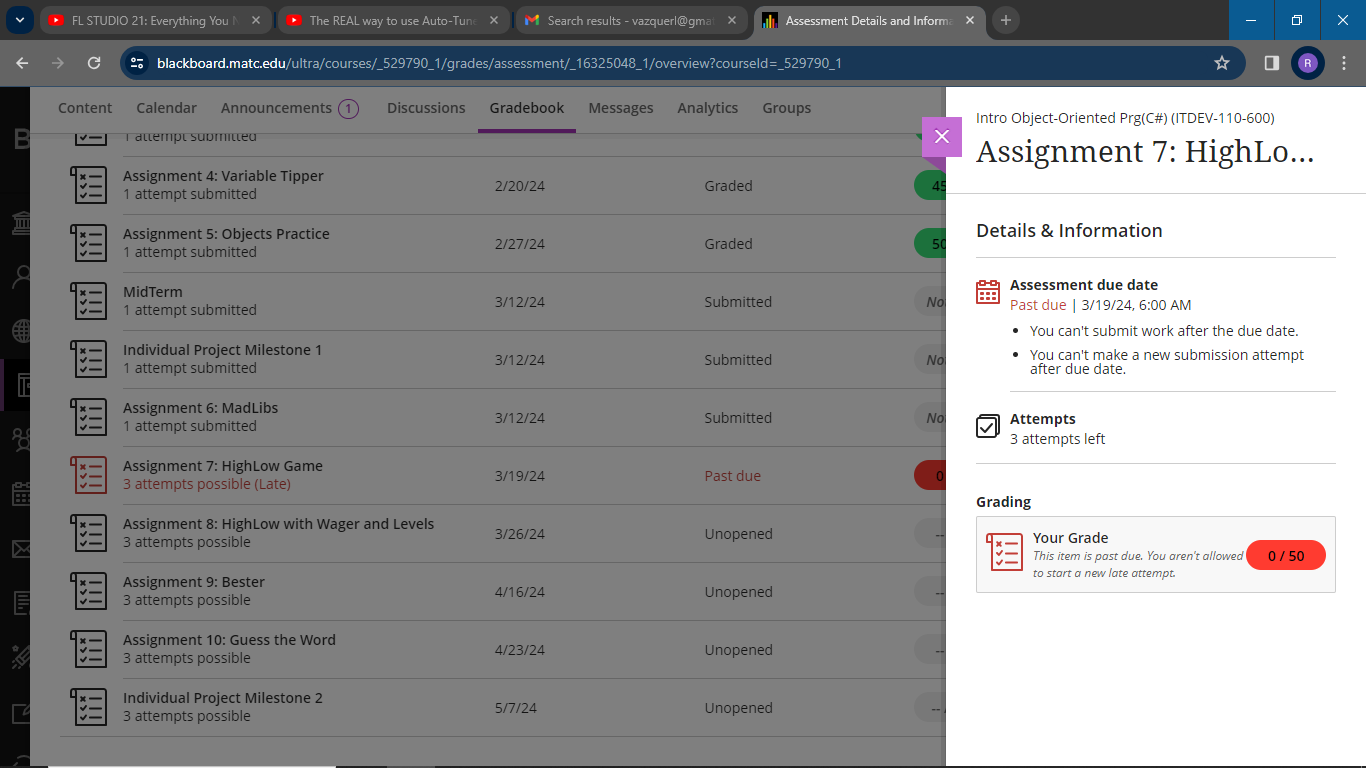 FL STUDIO 21: Everything You N
The REAL way to use Auto-Tune
Search results - vazquerl@gma
Assessment Details and Informa
blackboard.matc.edu/ultra/courses/_529790_1/grades/assessment/_16325048_1/overview?courseId=_529790_1
R
B
Content Calendar Announcements 1 Discussions Gradebook Messages Analytics Groups
1 attempt submitted
Assignment 4: Variable Tipper
1 attempt submitted
2/20/24 Graded 45
Assignment 5: Objects Practice
1 attempt submitted
2/27/24 Graded 50
MidTerm
1 attempt submitted
3/12/24 Submitted No
Individual Project Milestone 1
1 attempt submitted
3/12/24 Submitted No
Assignment 6: MadLibs
1 attempt submitted
3/12/24 Submitted No
Assignment 7: HighLow Game
3 attempts possible (Late)
3/19/24 Past due 0
Assignment 8: HighLow with Wager and Levels
3 attempts possible
3/26/24 Unopened --
Assignment 9: Bester
3 attempts possible
4/16/24 Unopened --
Assignment 10: Guess the Word
3 attempts possible
4/23/24 Unopened --
Individual Project Milestone 2
3 attempts possible
5/7/24 Unopened --
Intro Object-Oriented Prg(C#) (ITDEV-110-600)
Assignment 7: HighLo...
Details & Information
Assessment due date
Past due | 3/19/24, 6:00 AM
• You can't submit work after the due date.
• You can't make a new submission attempt
after due date.
Attempts
3 attempts left
Grading
Your Grade
This item is past due. You aren't allowed
to start a new late attempt.
0 / 50